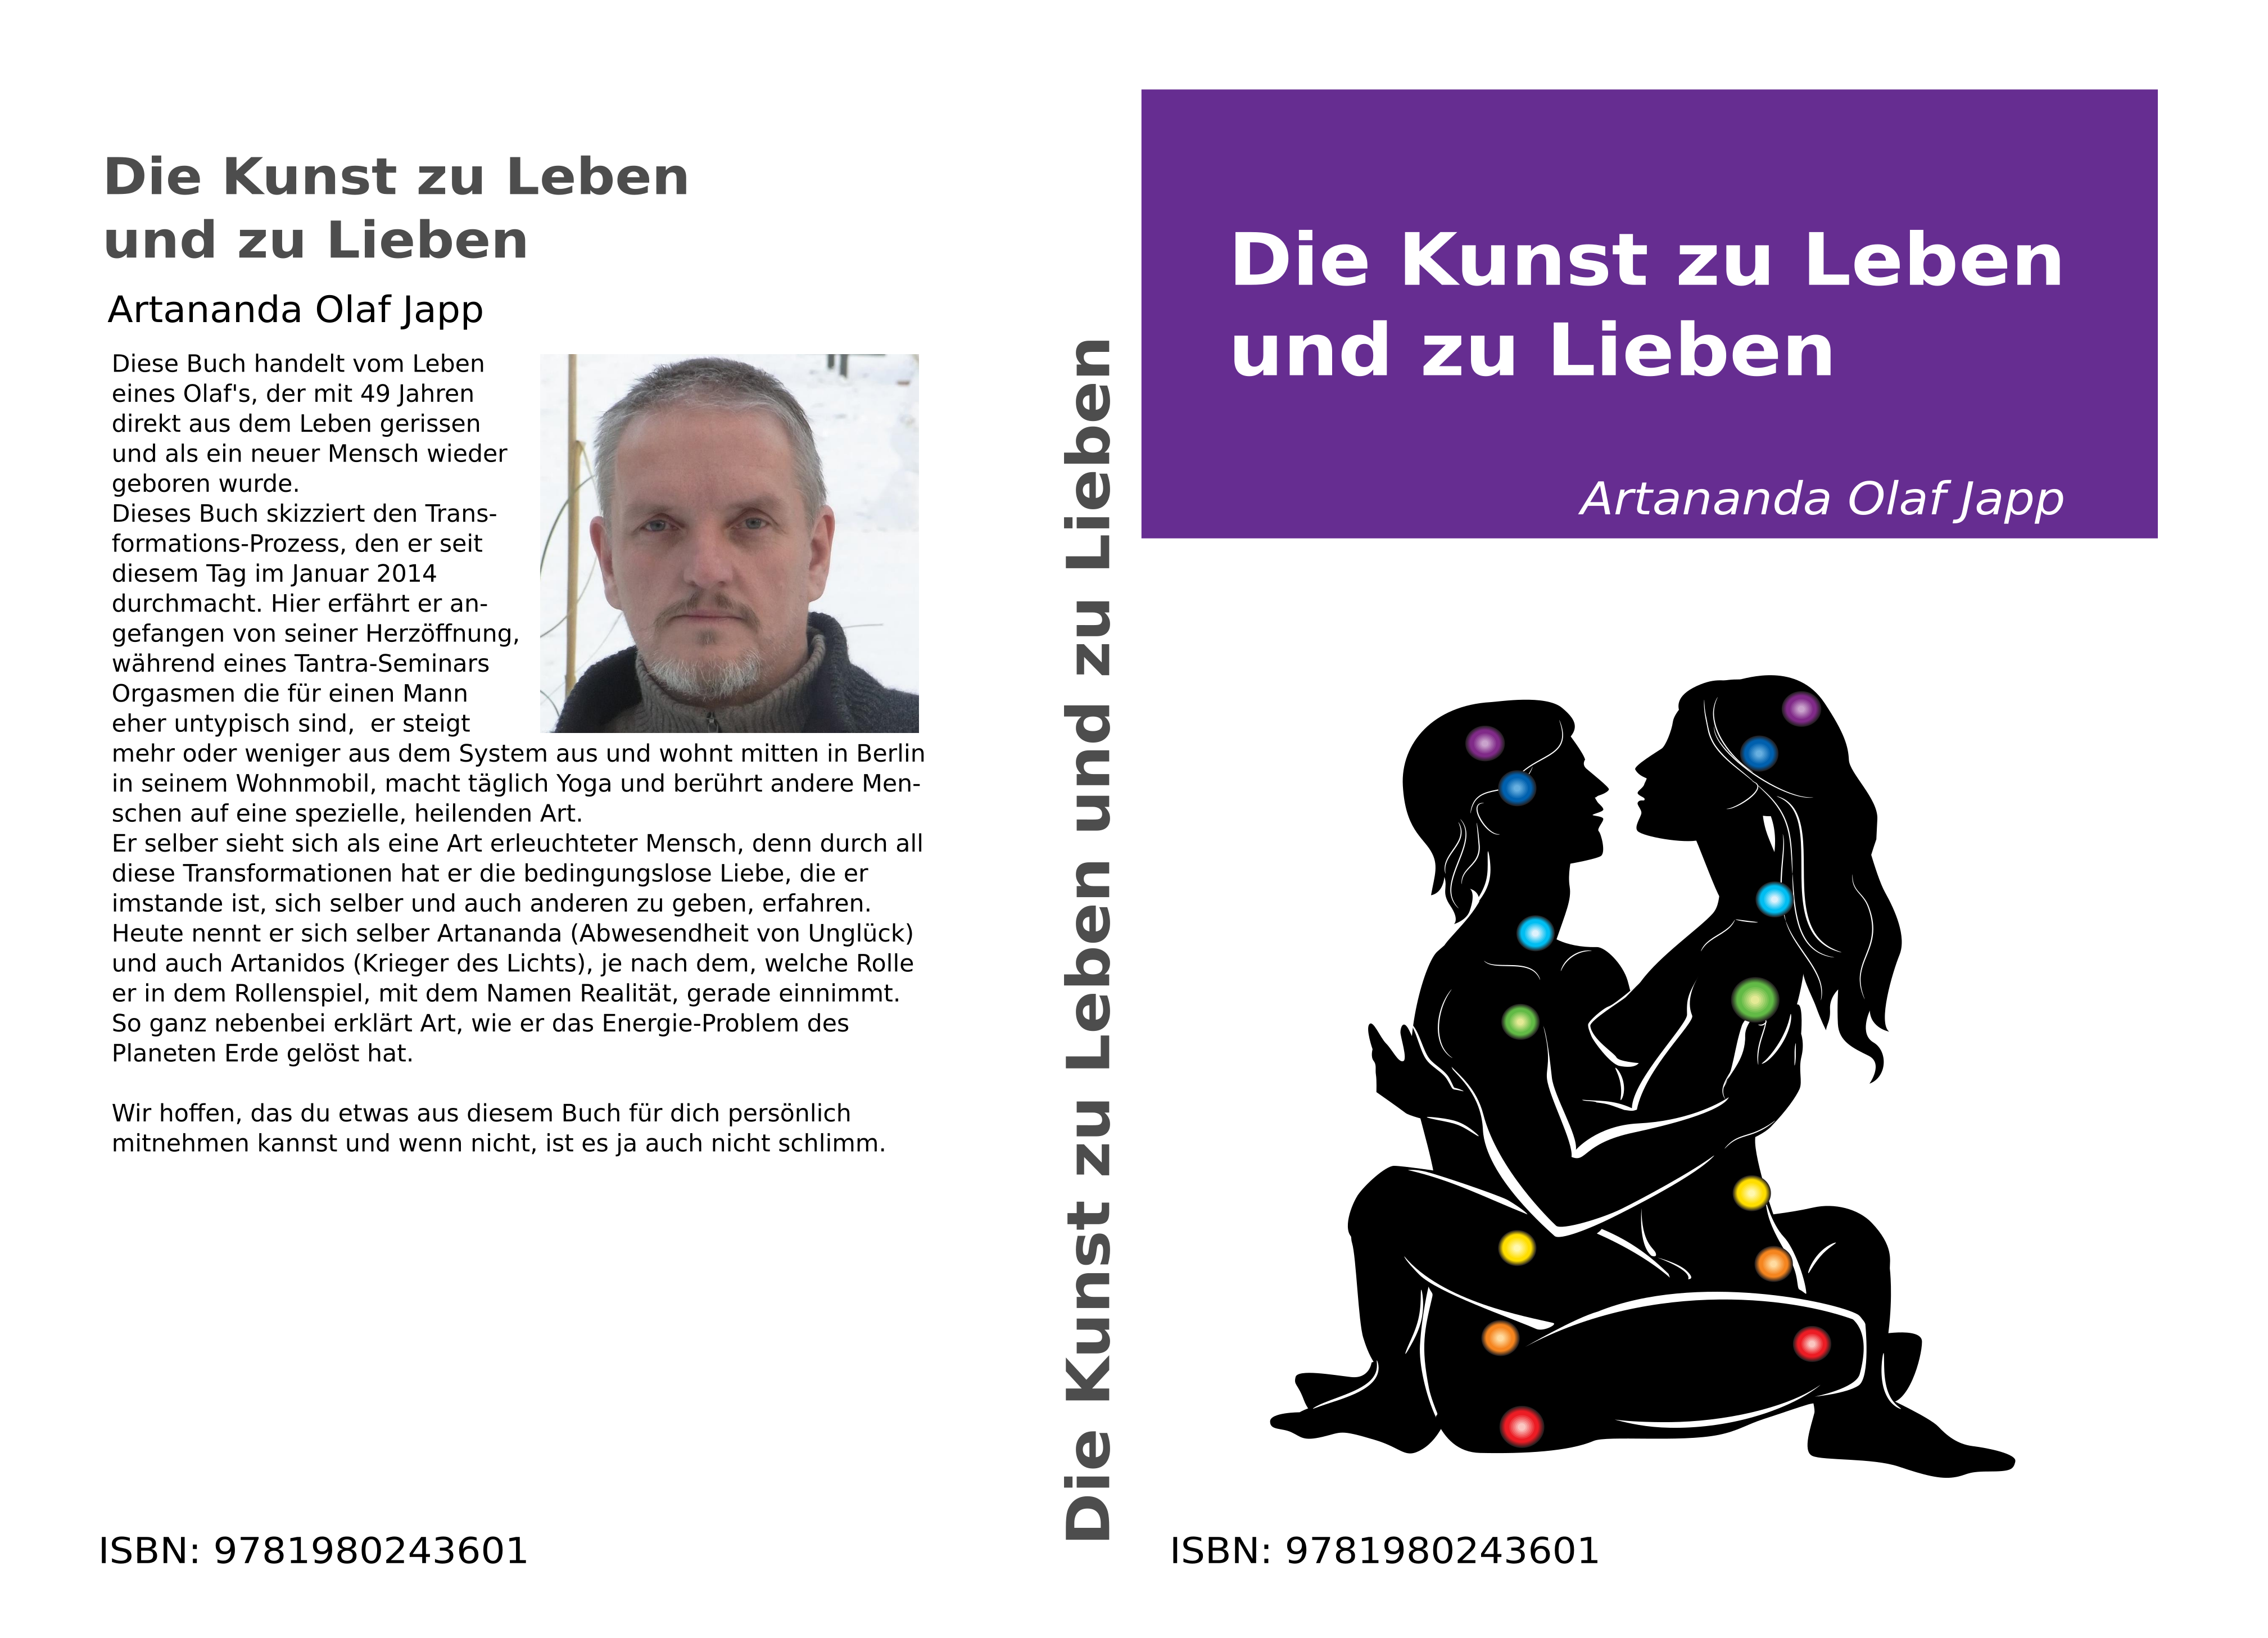 Die Kunst zu Leben
und zu Lieben
Artananda Olaf Japp
Diese Buch handelt vom Leben
eines Olaf's, der mit 49 Jahren
direkt aus dem Leben gerissen
und als ein neuer Mensch wieder
geboren wurde.
Dieses Buch skizziert den Trans-
formations-Prozess, den er seit
diesem Tag im Januar 2014
durchmacht. Hier erfährt er an-
gefangen von seiner Herzöffnung,
während eines Tantra-Seminars
Orgasmen die für einen Mann
eher untypisch sind,  er steigt
mehr oder weniger aus dem System aus und wohnt mitten in Berlin
in seinem Wohnmobil, macht täglich Yoga und berührt andere Men-
schen auf eine spezielle, heilenden Art.
Er selber sieht sich als eine Art erleuchteter Mensch, denn durch all
diese Transformationen hat er die bedingungslose Liebe, die er
imstande ist, sich selber und auch anderen zu geben, erfahren.
Heute nennt er sich selber Artananda (Abwesendheit von Unglück)
und auch Artanidos (Krieger des Lichts), je nach dem, welche Rolle
er in dem Rollenspiel, mit dem Namen Realität, gerade einnimmt.
So ganz nebenbei erklärt Art, wie er das Energie-Problem des
Planeten Erde gelöst hat.
Wir hoffen, das du etwas aus diesem Buch für dich persönlich
mitnehmen kannst und wenn nicht, ist es ja auch nicht schlimm.
ISBN: 9781980243601
Die Kunst zu Leben und zu Lieben
Die Kunst zu Leben
und zu Lieben
Artananda Olaf Japp
ISBN: 9781980243601